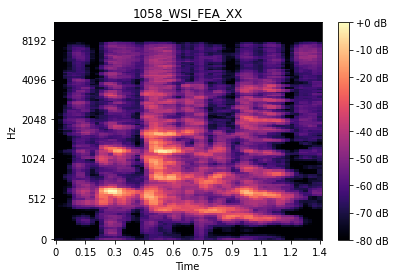 1058_WSI_FEA_XX
Hz
8192
4096
2048
1024
512
0
0 0.15 0.3 0.45 0.6 0.75 0.9 1.1 1.2 1.4
Time
+0 dB
-10 dB
-20 dB
-30 dB
-40 dB
-50 dB
-60 dB
-70 dB
-80 dB